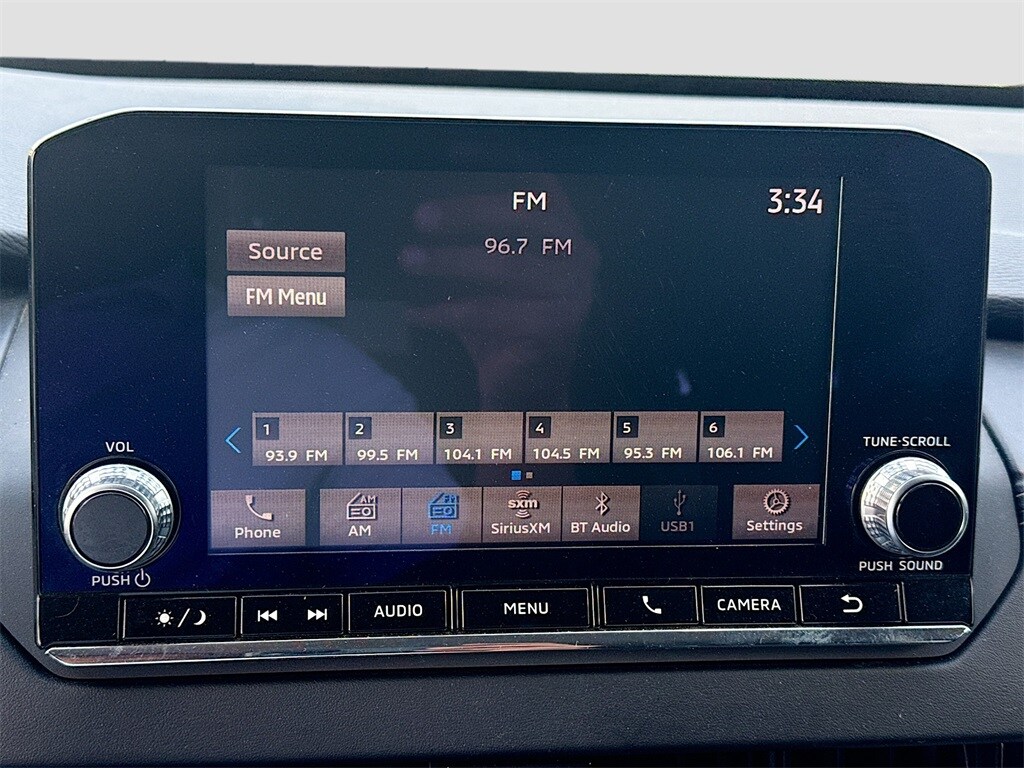 FM
3:34
96.7 FM
Source
FM Menu
1
2
3
4
5
6
93.9 FM
99.5 FM
104.1 FM
104.5 FM
95.3 FM
106.1 FM
VOL
TUNE·SCROLL
AM
FM
sxm
Phone
AM
FM
SiriusXM
BT Audio
USB1
Settings
PUSH
PUSH SOUND
AUDIO
MENU
CAMERA